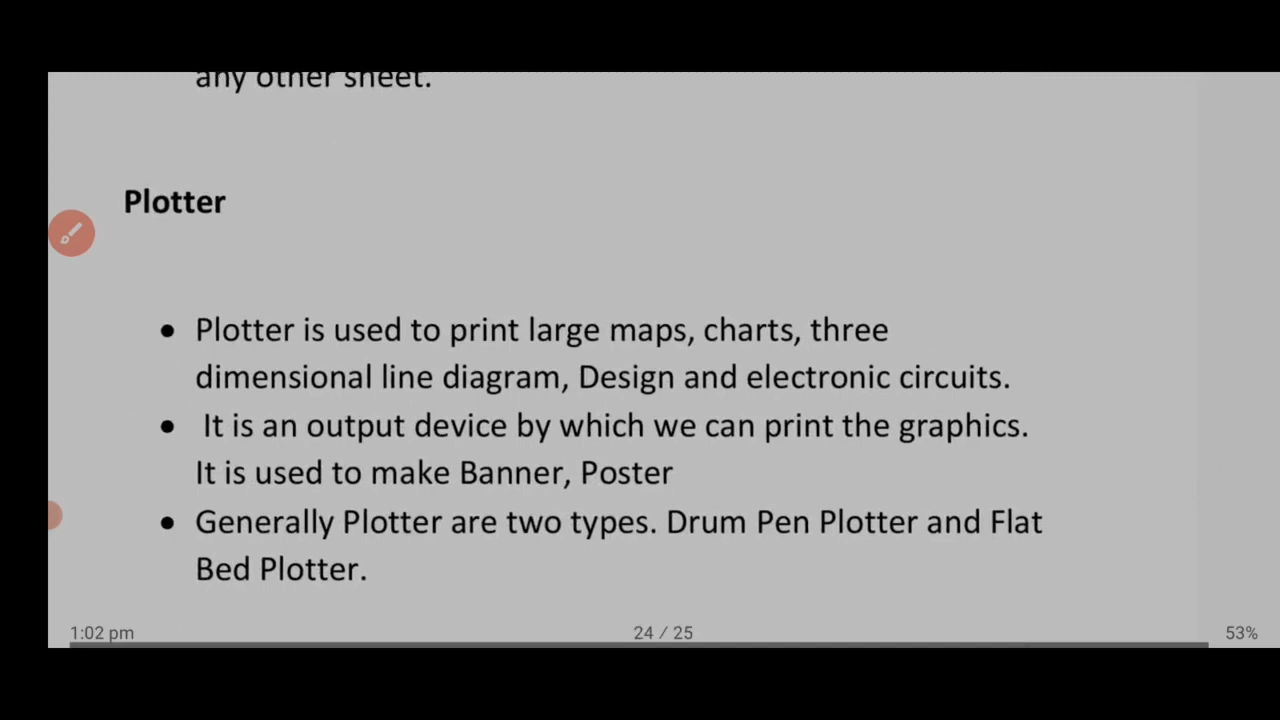 any other sheet.
Plotter
• Plotter is used to print large maps, charts, three
dimensional line diagram, Design and electronic circuits.
• It is an output device by which we can print the graphics.
It is used to make Banner, Poster
• Generally Plotter are two types. Drum Pen Plotter and Flat
Bed Plotter.
1:02 pm 24 / 25 53%